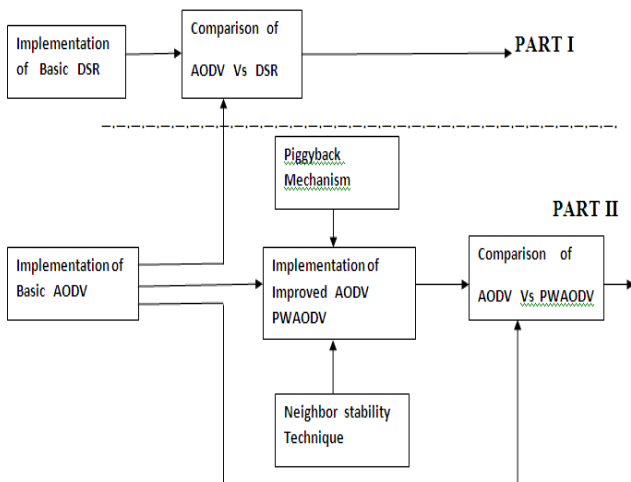 Implementation
of Basic DSR
Comparison of
AODV Vs DSR
PART I
Piggyback
Mechanism
PART II
Implementation of
Basic AODV
Implementation of
Improved AODV
PWAODV
Comparison of
AODV Vs PWAODV
Neighbor stability
Technique